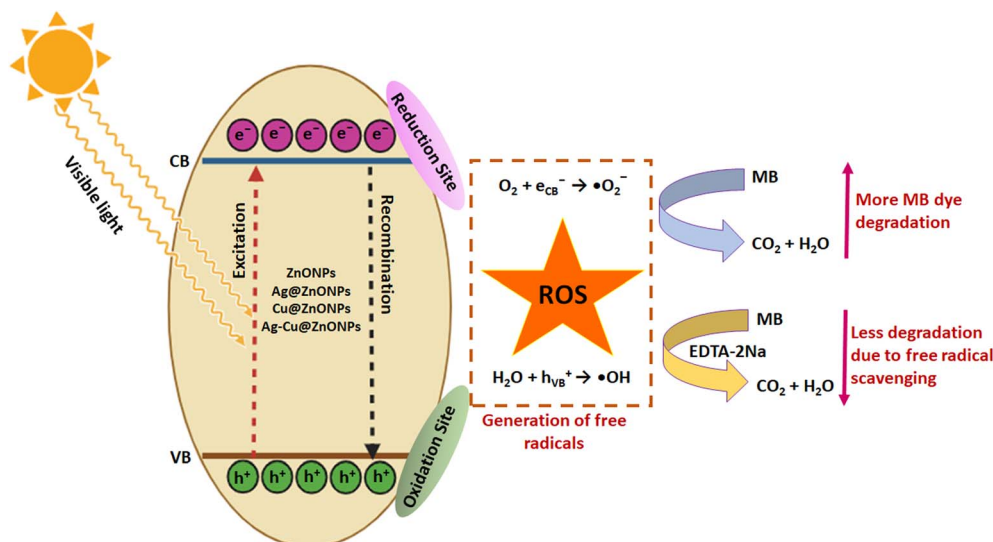 Visible light
CB
e⁻ e⁻ e⁻ e⁻ e⁻
Reduction Site
Excitation
Recombination
ZnONPs
Ag@ZnONPs
Cu@ZnONPs
Ag-Cu@ZnONPs
VB
h⁺ h⁺ h⁺ h⁺ h⁺
Oxidation Site
O₂ + e_CB⁻ → •O₂⁻
ROS
H₂O + h_VB⁺ → •OH
Generation of free
radicals
MB
CO₂ + H₂O
More MB dye
degradation
MB
EDTA-2Na
CO₂ + H₂O
Less degradation
due to free radical
scavenging